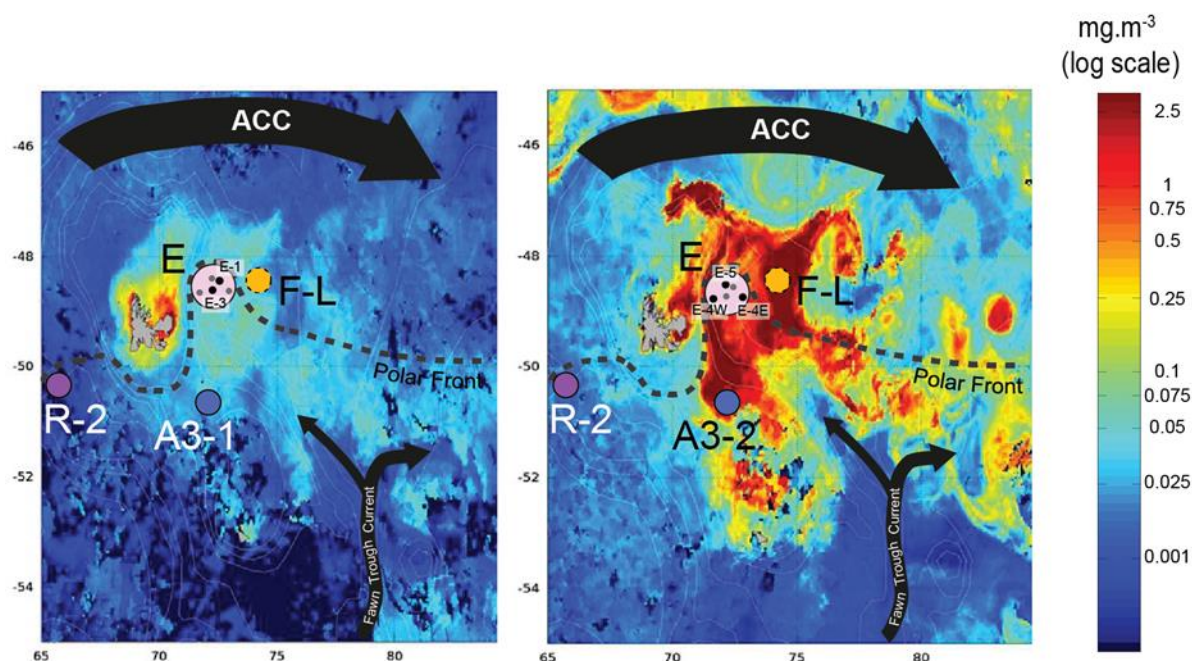 mg.m⁻³
(log scale)
ACC
-46
-48
-50
-52
-54
E
E-1
E-3
F-L
Polar Front
R-2
A3-1
Fawn Trough Current
65
70
75
80
ACC
-46
-48
-50
-52
-54
E
E-5
E-4W
E-4E
F-L
Polar Front
R-2
A3-2
Fawn Trough Current
65
70
75
80
2.5
1
0.75
0.5
0.25
0.075
0.05
0.025
0.001